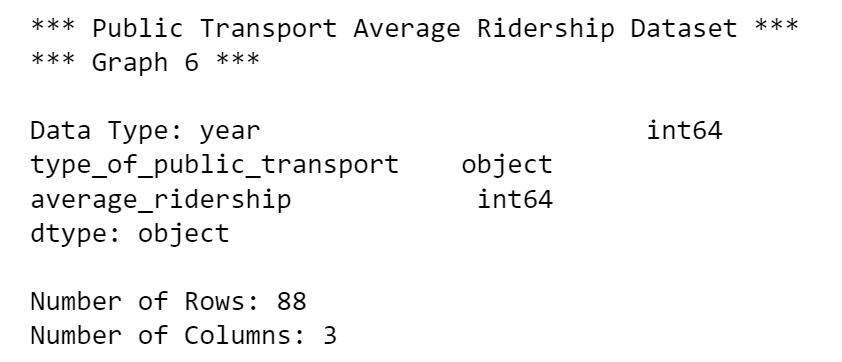 *** Public Transport Average Ridership Dataset ***
*** Graph 6 ***
Data Type: year                         int64
type_of_public_transport    object
average_ridership            int64
dtype: object
Number of Rows: 88
Number of Columns: 3